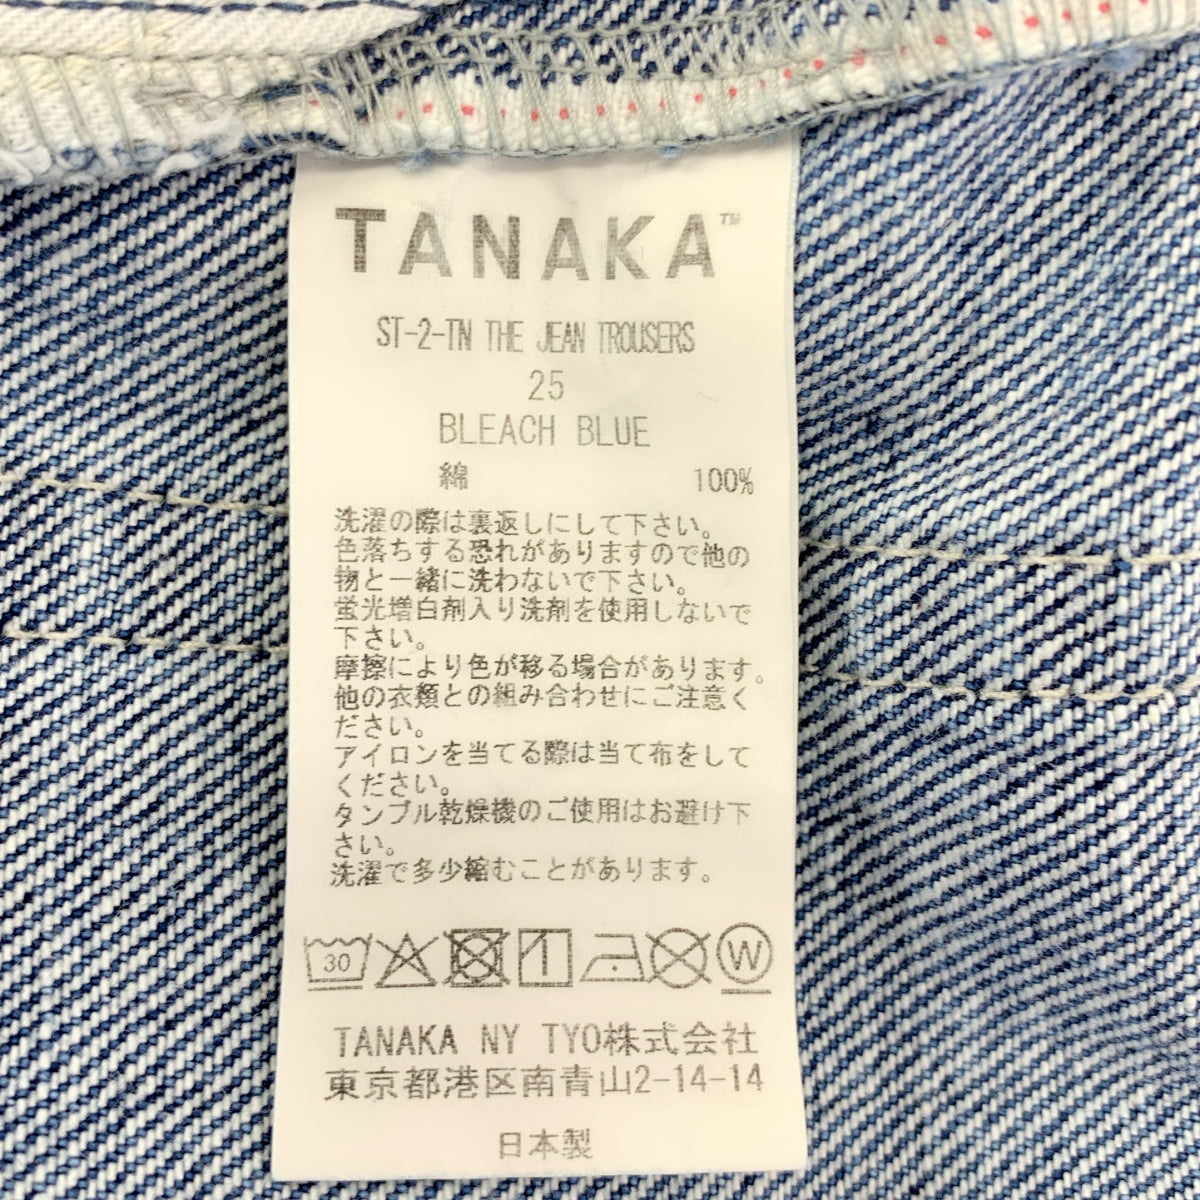 TANAKA™
ST-2-TN THE JEAN TROUSERS
25
BLEACH BLUE
綿 100%
洗濯の際は裏返しにして下さい。
色落ちする恐れがありますので他の
物と一緒に洗わないで下さい。
蛍光増白剤入り洗剤を使用しないで
下さい。
摩擦により色が移る場合があります。
他の衣類との組み合わせにご注意く
ださい。
アイロンを当てる際は当て布をして
ください。
タンブル乾燥機のご使用はお避け下
さい。
洗濯で多少縮むことがあります。
30 W
TANAKA NY TYO株式会社
東京都港区南青山2-14-14
日本製